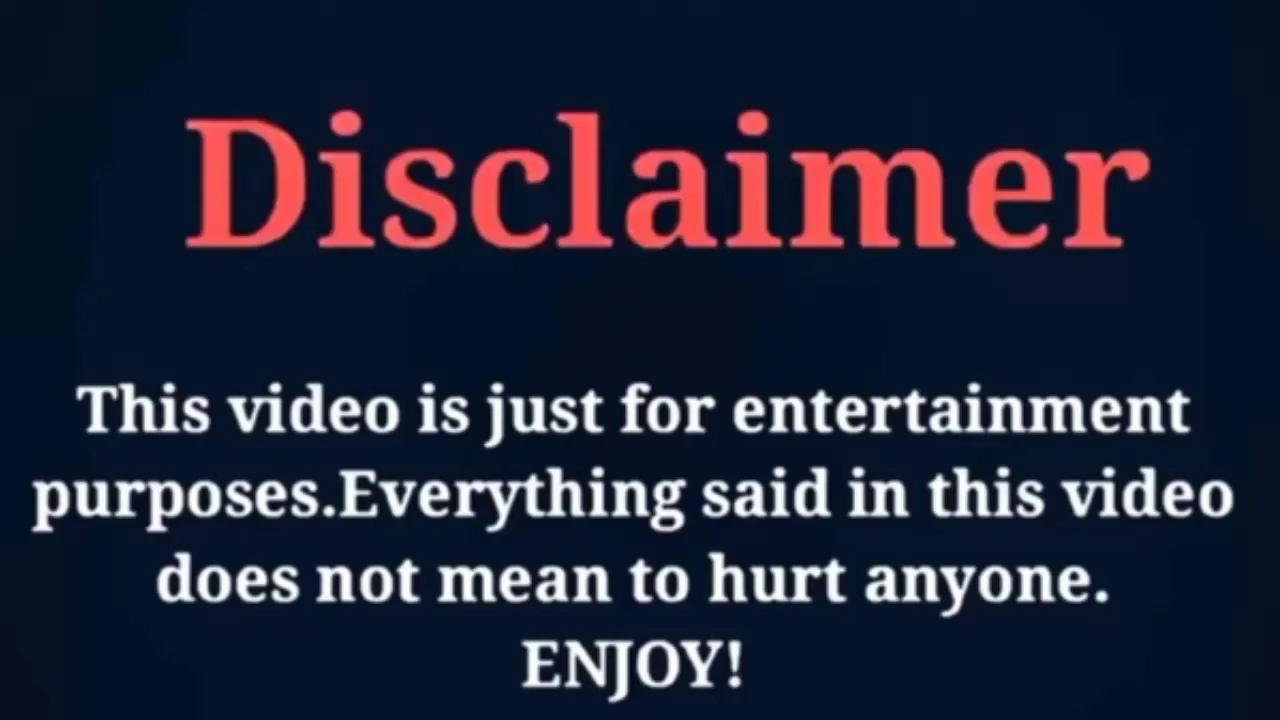 Disclaimer
This video is just for entertainment
purposes.Everything said in this video
does not mean to hurt anyone.
ENJOY!